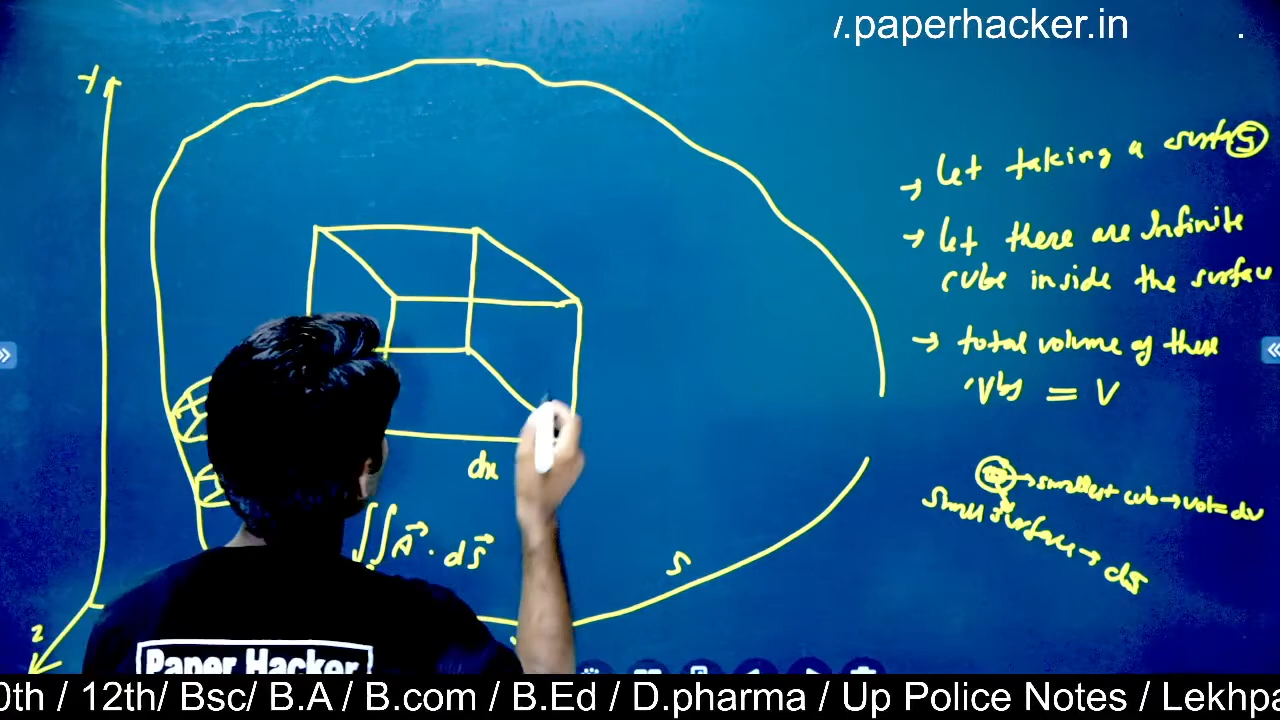 .paperhacker.in .
Y
→ let taking a surface
S
→ let there are Infinite
cube inside the surface
→ total volume of these
= V
→ smallest cub → vol = dv
small surface → ds
dx
∬ A⃗ · dS⃗
S
S
z
Paper Hacker
0th / 12th/ Bsc/ B.A / B.com / B.Ed / D.pharma / Up Police Notes / Lekhpa